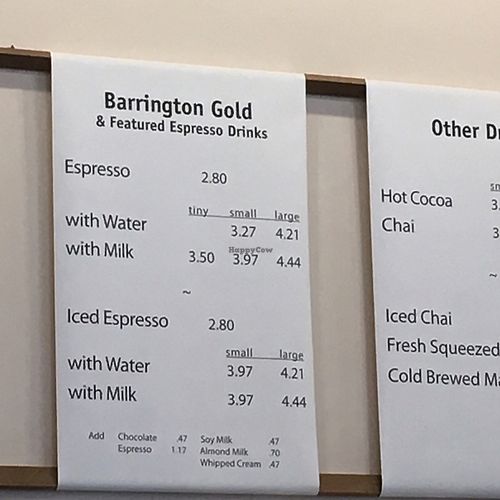 Barrington Gold
& Featured Espresso Drinks
Espresso 2.80
tiny small large
with Water 3.27 4.21
HappyCow
with Milk 3.50 3.97 4.44
~
Iced Espresso 2.80
small large
with Water 3.97 4.21
with Milk 3.97 4.44
Add Chocolate .47 Soy Milk .47
Espresso 1.17 Almond Milk .70
Whipped Cream .47
Other
Hot Cocoa 3.
Chai 3
~
Iced Chai
Fresh Squeezed
Cold Brewed